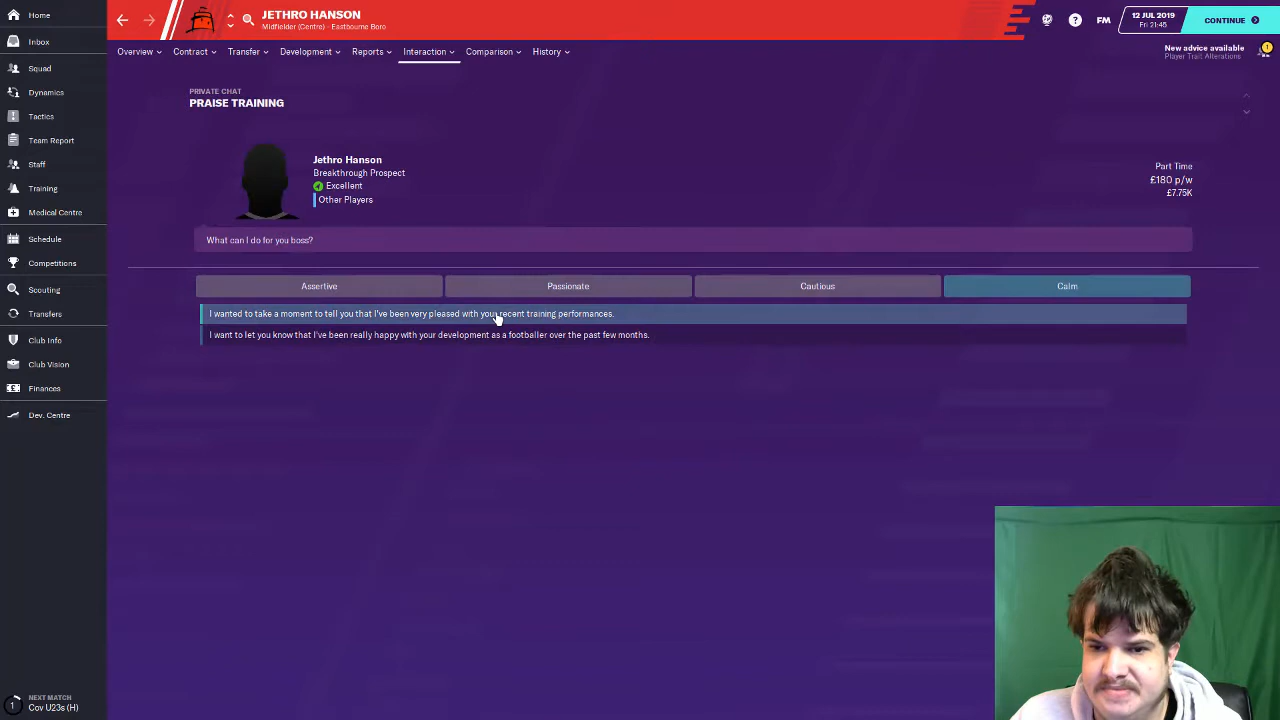 JETHRO HANSON
Midfielder (Centre) - Eastbourne Boro
FM
12 JUL 2019
Fri 21:45
CONTINUE
Overview
Contract
Transfer
Development
Reports
Interaction
Comparison
History
New advice available
Player Trait Alterations
1
Home
Inbox
Squad
Dynamics
Tactics
Team Report
Staff
Training
Medical Centre
Schedule
Competitions
Scouting
Transfers
Club Info
Club Vision
Finances
Dev. Centre
1
NEXT MATCH
Cov U23s (H)
PRIVATE CHAT
PRAISE TRAINING
Jethro Hanson
Breakthrough Prospect
Excellent
Other Players
Part Time
£180 p/w
£7.75K
What can I do for you boss?
Assertive
Passionate
Cautious
Calm
I wanted to take a moment to tell you that I've been very pleased with your recent training performances.
I want to let you know that I've been really happy with your development as a footballer over the past few months.